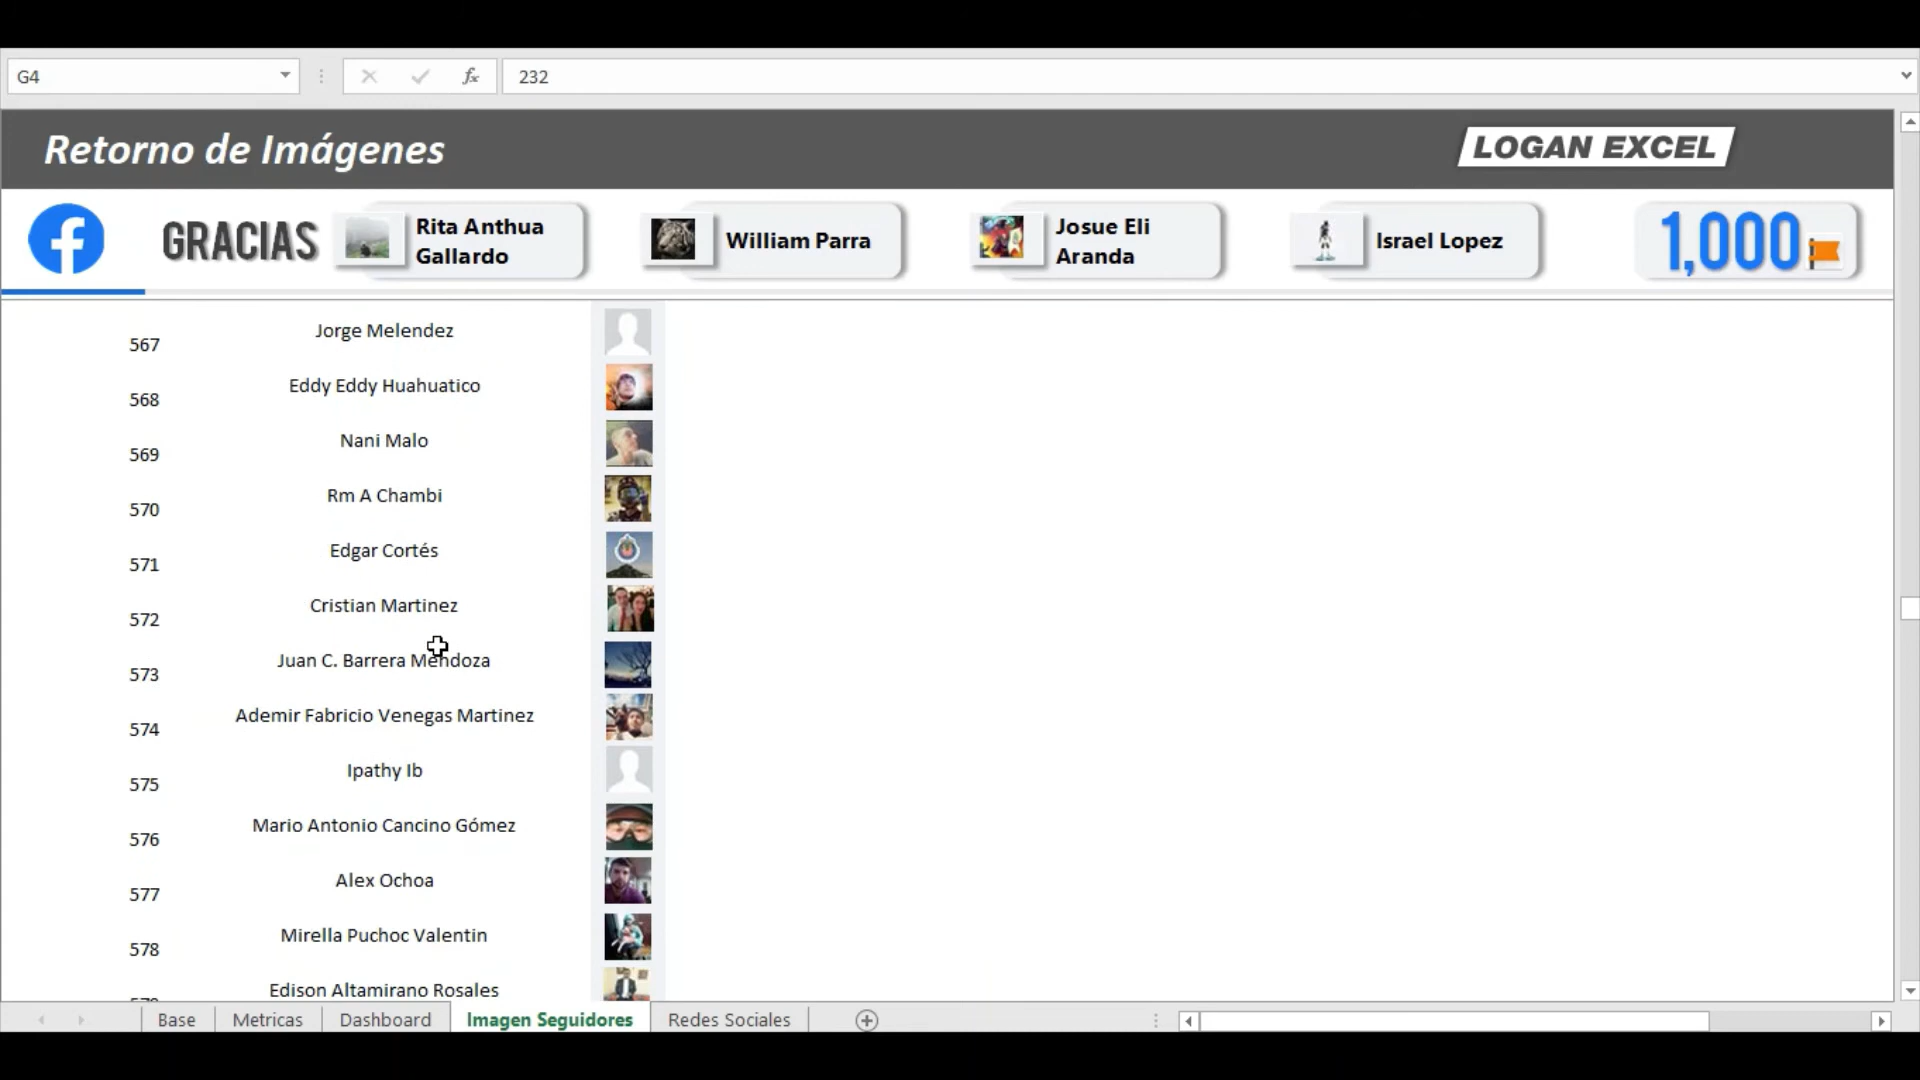 G4
fx
232
Retorno de Imágenes
LOGAN EXCEL
f
GRACIAS
Rita Anthua
Gallardo
William Parra
Josue Eli
Aranda
Israel Lopez
1,000
567 Jorge Melendez
568 Eddy Eddy Huahuatico
569 Nani Malo
570 Rm A Chambi
571 Edgar Cortés
572 Cristian Martinez
573 Juan C. Barrera Mendoza
574 Ademir Fabricio Venegas Martinez
575 Ipathy Ib
576 Mario Antonio Cancino Gómez
577 Alex Ochoa
578 Mirella Puchoc Valentin
Edison Altamirano Rosales
Base Metricas Dashboard Imagen Seguidores Redes Sociales